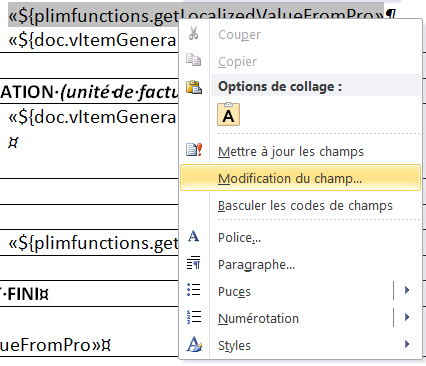 «${plimfunctions.getLocalizedValueFromPro»¶
«${doc.vItemGenera
ATION·(unité·de·factu
«${doc.vItemGenera
¤
«${plimfunctions.get
FINI¤
ueFromPro»¤
Couper
Copier
Options de collage :
A
Mettre à jour les champs
Modification du champ...
Basculer les codes de champs
A Police...
Paragraphe...
Puces
Numérotation
A Styles